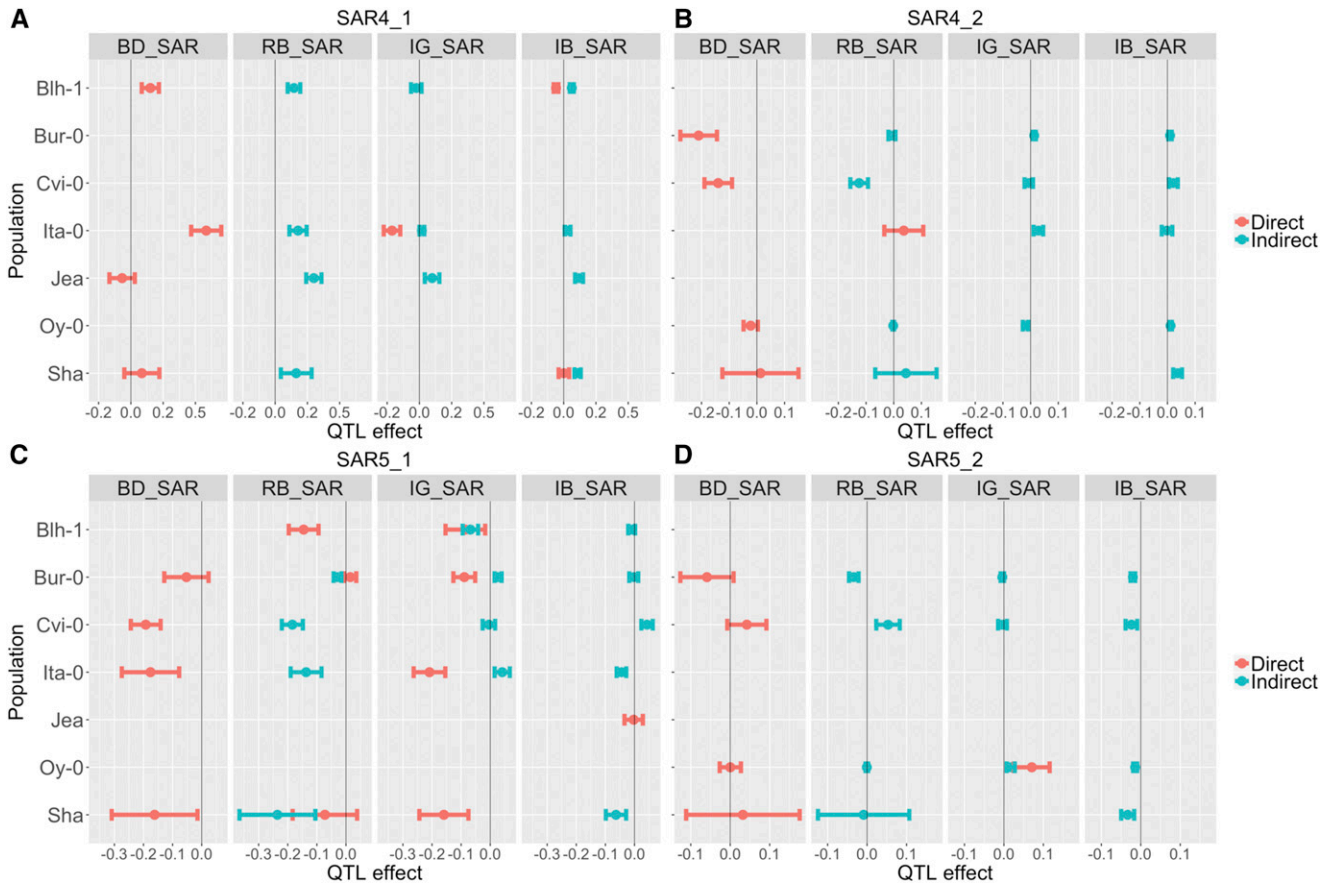 A
SAR4_1
BD_SAR RB_SAR IG_SAR IB_SAR
Population
Blh-1
Bur-0
Cvi-0
Ita-0
Jea
Oy-0
Sha
-0.2 0.0 0.5 -0.2 0.0 0.5 -0.2 0.0 0.5 -0.2 0.0 0.5
QTL effect
B
SAR4_2
BD_SAR RB_SAR IG_SAR IB_SAR
-0.2 -0.1 0.0 0.1 -0.2 -0.1 0.0 0.1 -0.2 -0.1 0.0 0.1 -0.2 -0.1 0.0 0.1
QTL effect
Direct
Indirect
C
SAR5_1
BD_SAR RB_SAR IG_SAR IB_SAR
Population
Blh-1
Bur-0
Cvi-0
Ita-0
Jea
Oy-0
Sha
-0.3 -0.2 -0.1 0.0 -0.3 -0.2 -0.1 0.0 -0.3 -0.2 -0.1 0.0 -0.3 -0.2 -0.1 0.0
QTL effect
D
SAR5_2
BD_SAR RB_SAR IG_SAR IB_SAR
-0.1 0.0 0.1 -0.1 0.0 0.1 -0.1 0.0 0.1 -0.1 0.0 0.1
QTL effect
Direct
Indirect